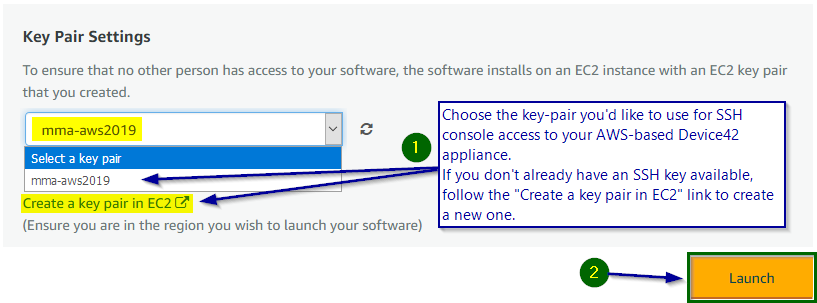 Key Pair Settings
To ensure that no other person has access to your software, the software installs on an EC2 instance with an EC2 key pair
that you created.
mma-aws2019
Select a key pair
mma-aws2019
Create a key pair in EC2
(Ensure you are in the region you wish to launch your software)
1
Choose the key-pair you'd like to use for SSH
console access to your AWS-based Device42
appliance.
If you don't already have an SSH key available,
follow the "Create a key pair in EC2" link to create
a new one.
2
Launch